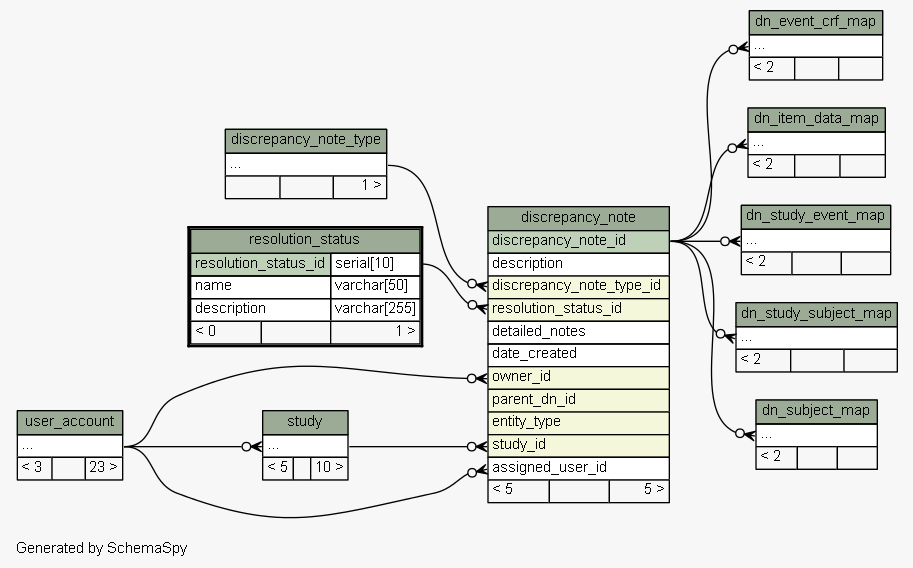 dn_event_crf_map
...
< 2
dn_item_data_map
...
< 2
discrepancy_note_type
...
1 >
dn_study_event_map
...
< 2
discrepancy_note
discrepancy_note_id
description
discrepancy_note_type_id
resolution_status_id
detailed_notes
date_created
owner_id
parent_dn_id
entity_type
study_id
assigned_user_id
< 5 5 >
resolution_status
resolution_status_id serial[10]
name varchar[50]
description varchar[255]
< 0 1 >
dn_study_subject_map
...
< 2
dn_subject_map
...
< 2
user_account
...
< 3 23 >
study
...
< 5 10 >
Generated by SchemaSpy